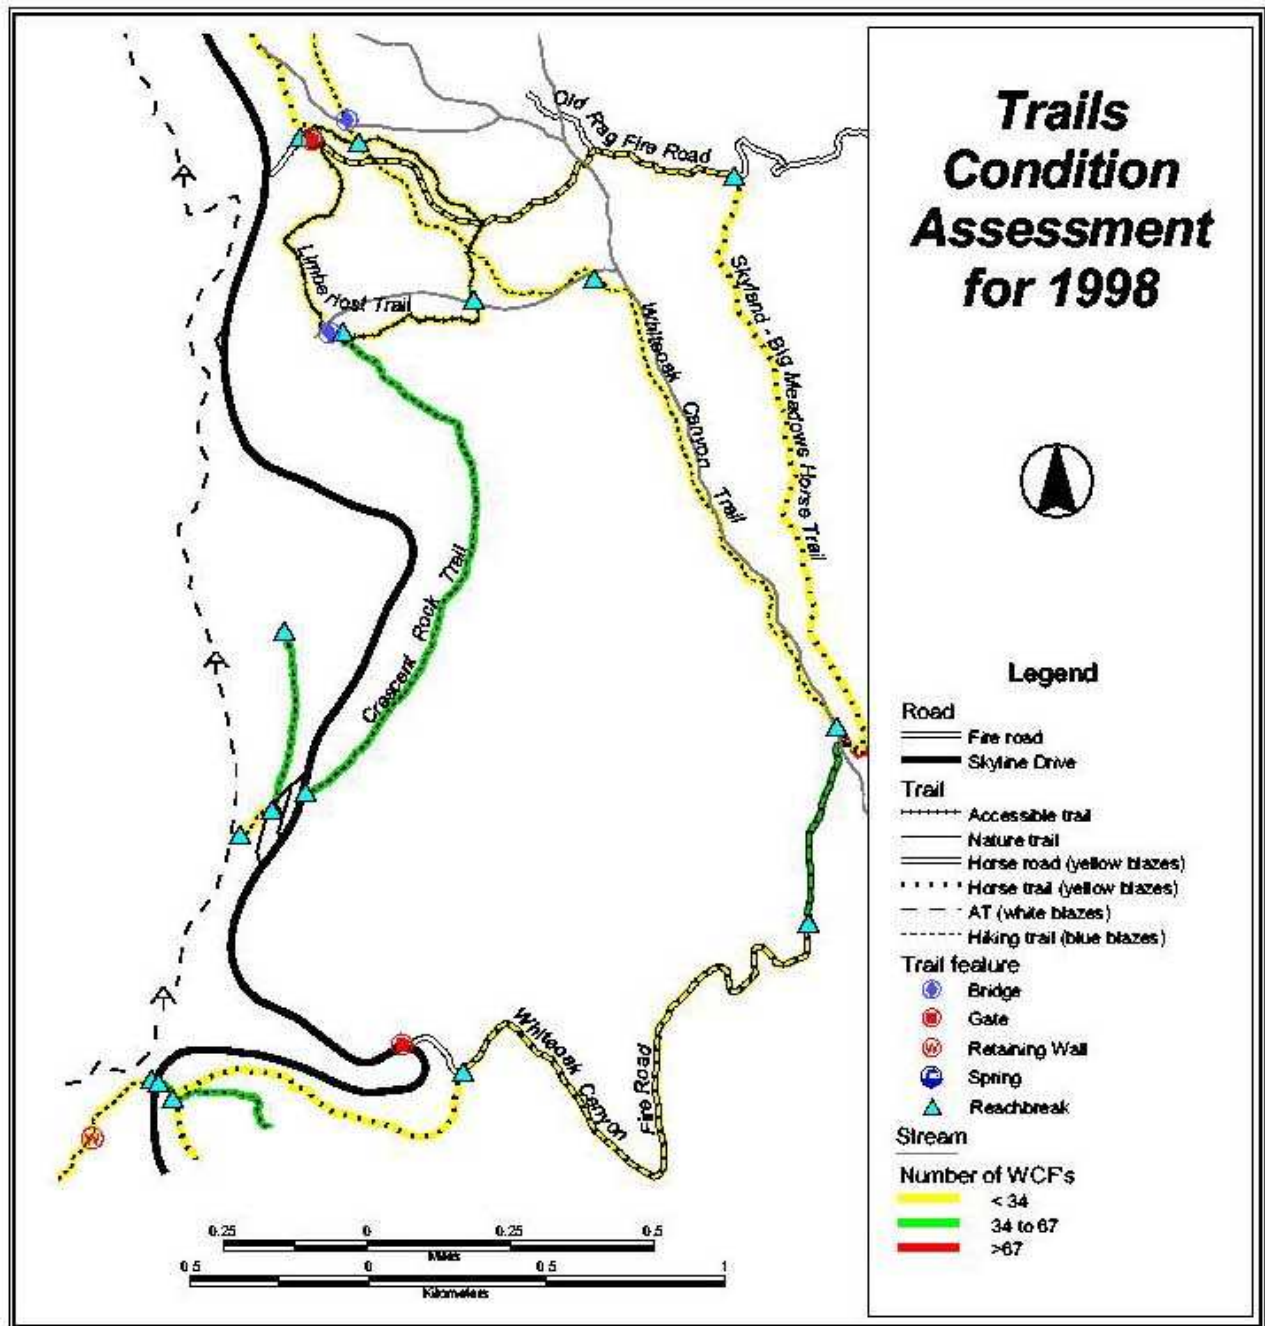 Trails
Condition
Assessment
for 1998
Old Rag Fire Road
Limberlost Trail
Whiteoak Canyon Trail
Skyland - Big Meadows Horse Trail
Crescent Rock Trail
Whiteoak Canyon
Fire Road
Legend
Road
Fire road
Skyline Drive
Trail
Accessible trail
Nature trail
Horse road (yellow blazes)
Horse trail (yellow blazes)
AT (white blazes)
Hiking trail (blue blazes)
Trail feature
Bridge
Gate
W Retaining Wall
Spring
Reachbreak
Stream
Number of WCF's
< 34
34 to 67
>67
W
0.25 0 0.25 0.5
Miles
0.5 0 0.5 1
Kilometers